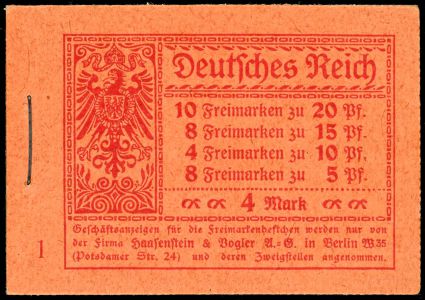 Deutsches Reich
10 Freimarken zu 20 Pf.
8 Freimarken zu 15 Pf.
4 Freimarken zu 10 Pf.
8 Freimarken zu 5 Pf.
4 Mark
Geschäftsanzeigen für die Freimarkenheftchen werden nur von
1 der Firma Haasenstein & Vogler A.=G. in Berlin W35
(Potsdamer Str. 24) und deren Zweigstellen angenommen.